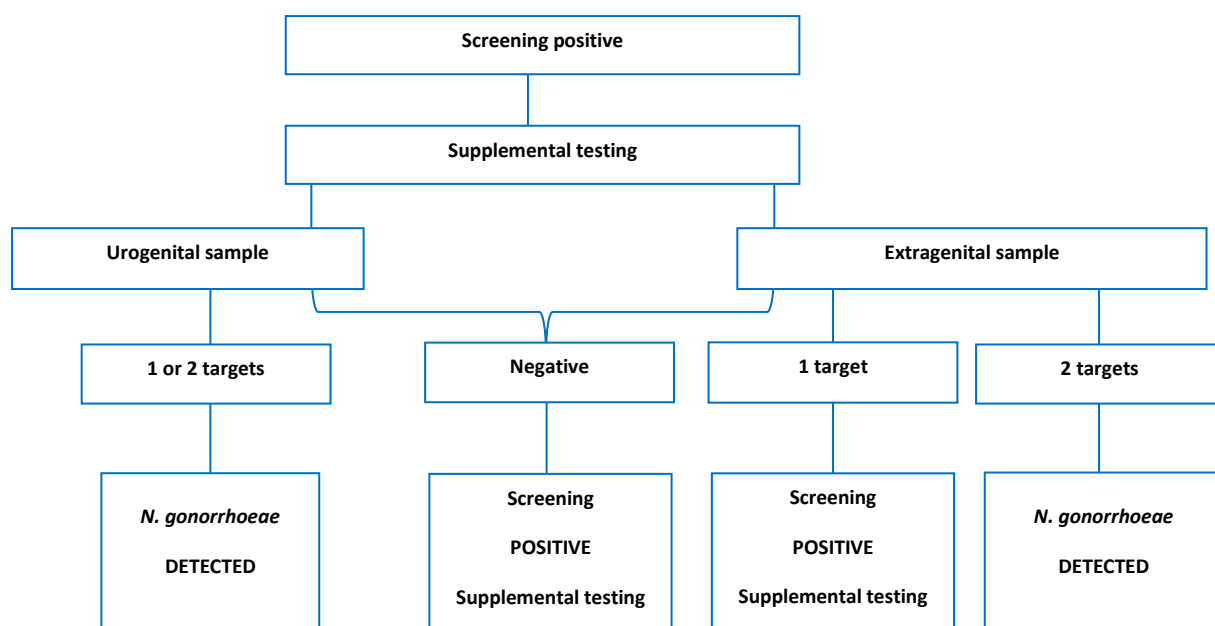 Screening positive
Supplemental testing
Urogenital sample
Extragenital sample
1 or 2 targets
Negative
1 target
2 targets
N. gonorrhoeae
DETECTED
Screening
POSITIVE
Supplemental testing
Screening
POSITIVE
Supplemental testing
N. gonorrhoeae
DETECTED